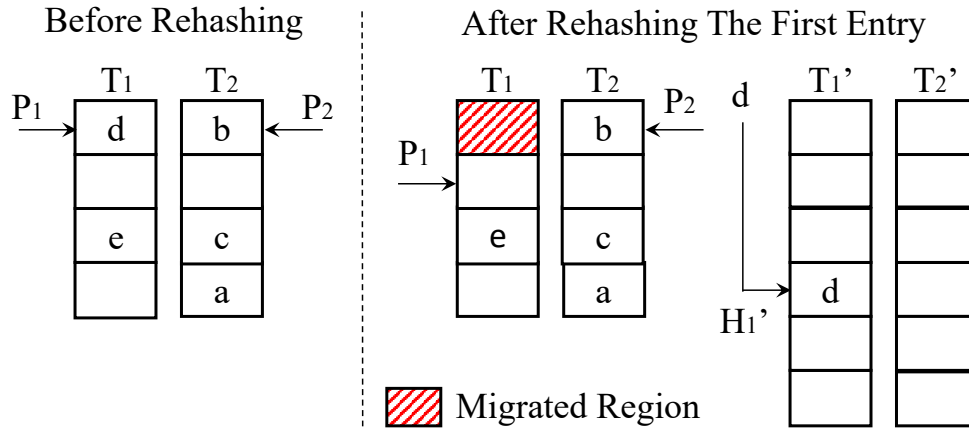 Before Rehashing
T1 T2
P1 d b P2
e c
a
After Rehashing The First Entry
T1 T2 T1’ T2’
b P2 d
P1
e c
a d
H1’
Migrated Region